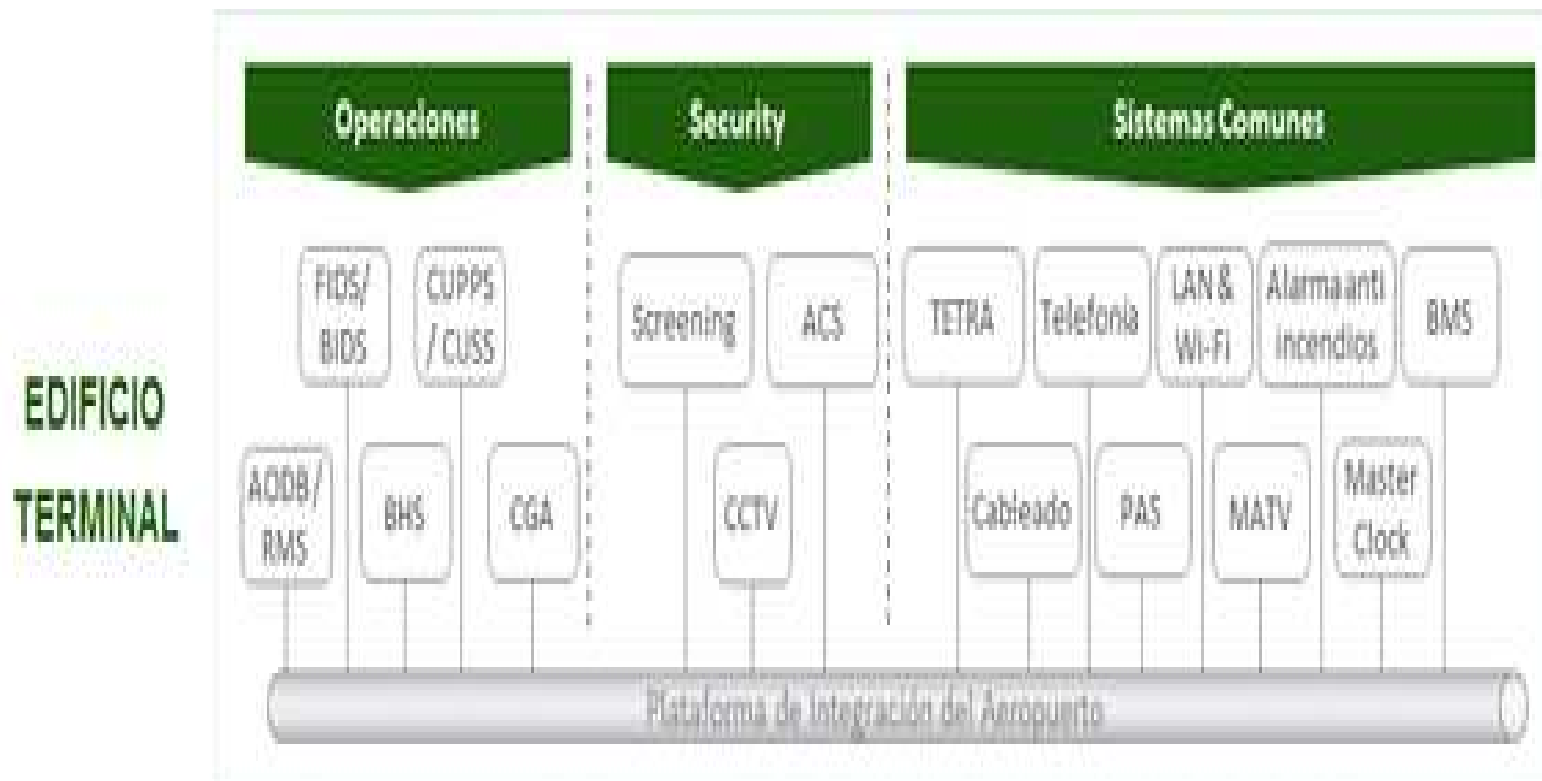 Operaciones
Security
Sistemas Comunes
FIDS/
BIDS
CUPPS
/ CUSS
Screening
ACS
TETRA
Telefonía
LAN &
Wi-Fi
Alarma anti
incendios
BMS
EDIFICIO
TERMINAL
AODB/
RMS
BHS
CGA
CCTV
Cableado
PAS
MATV
Master
Clock
Plataforma de Integración del Aeropuerto